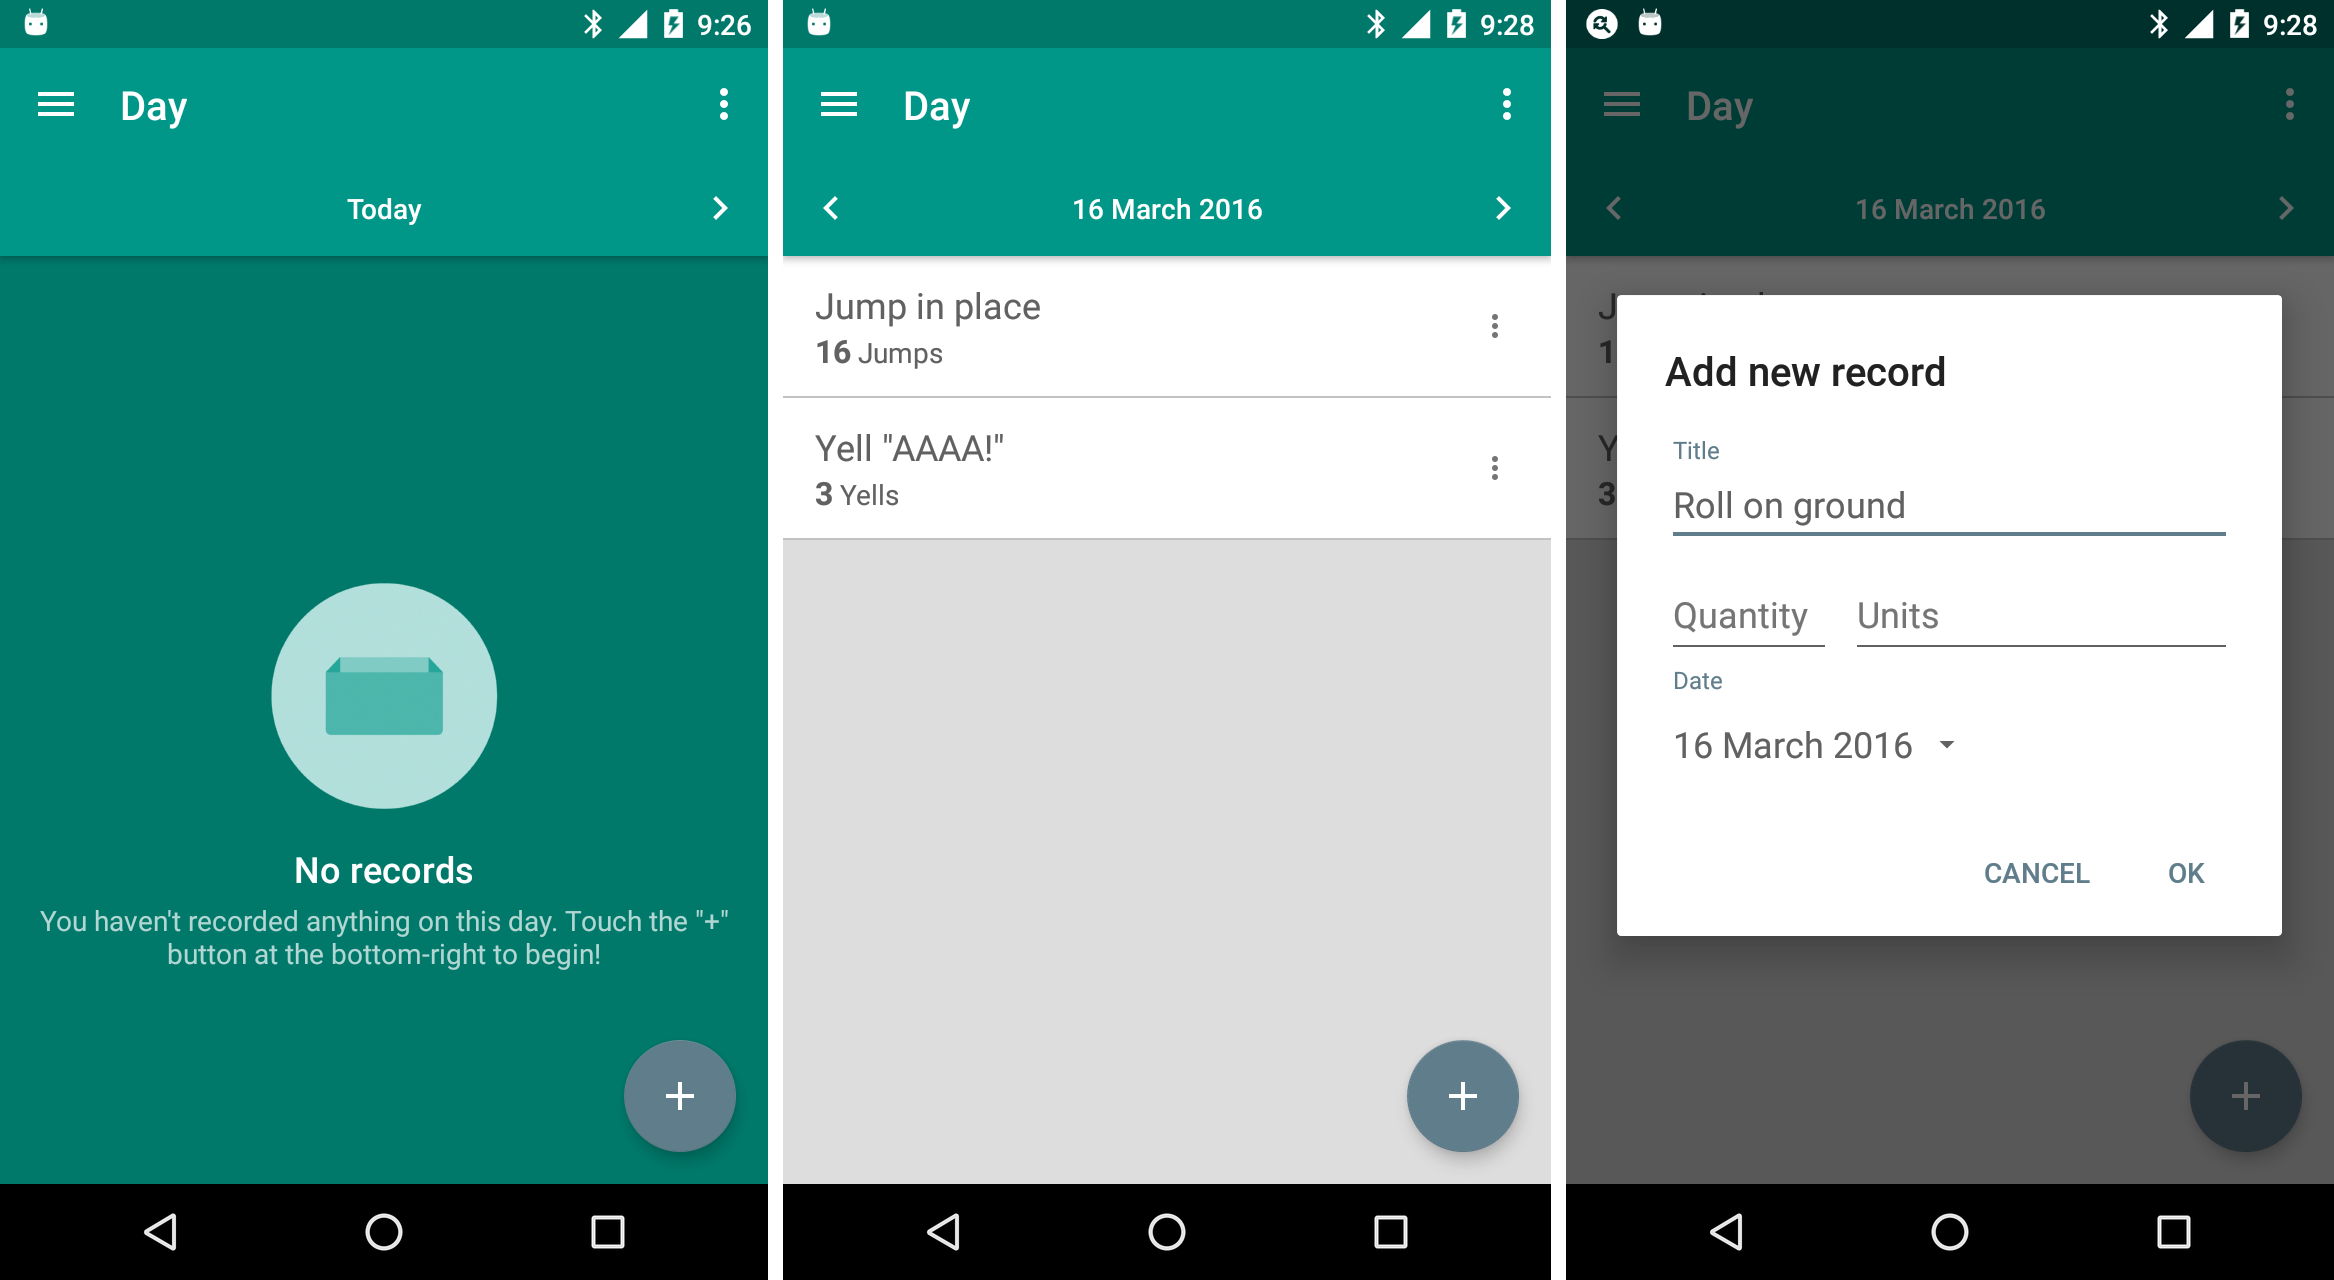 9:26
Day
Today
No records
You haven't recorded anything on this day. Touch the "+"
button at the bottom-right to begin!
9:28
Day
16 March 2016
Jump in place
16 Jumps
Yell "AAAA!"
3 Yells
9:28
Day
16 March 2016
J
1
Y
3
Add new record
Title
Roll on ground
Quantity Units
Date
16 March 2016
CANCEL OK